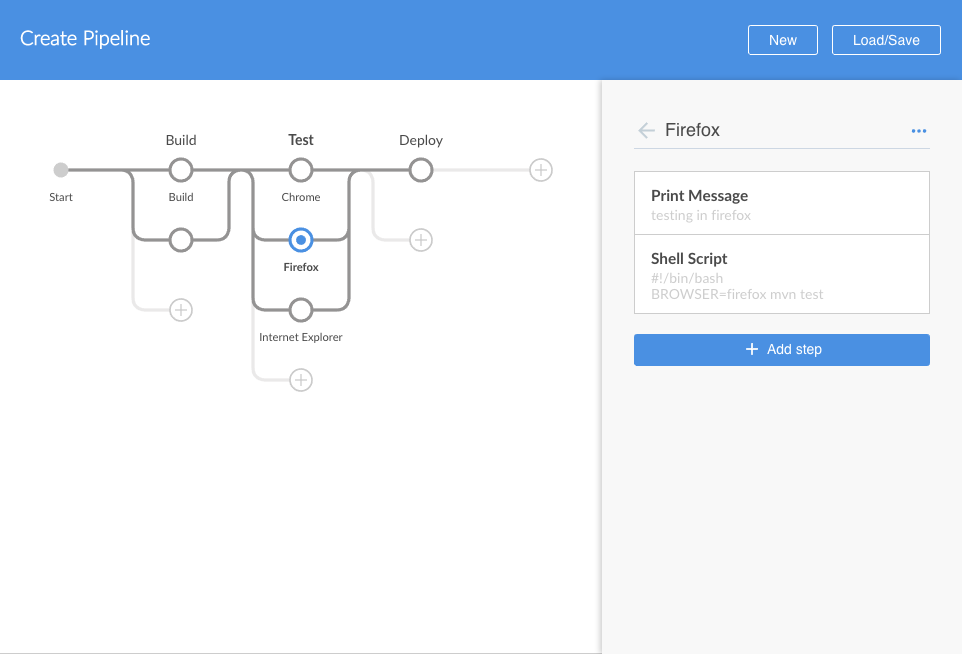 Create Pipeline
New
Load/Save
Build
Test
Deploy
Start
Build
Chrome
Firefox
Internet Explorer
Firefox
Print Message
testing in firefox
Shell Script
#!/bin/bash
BROWSER=firefox mvn test
Add step